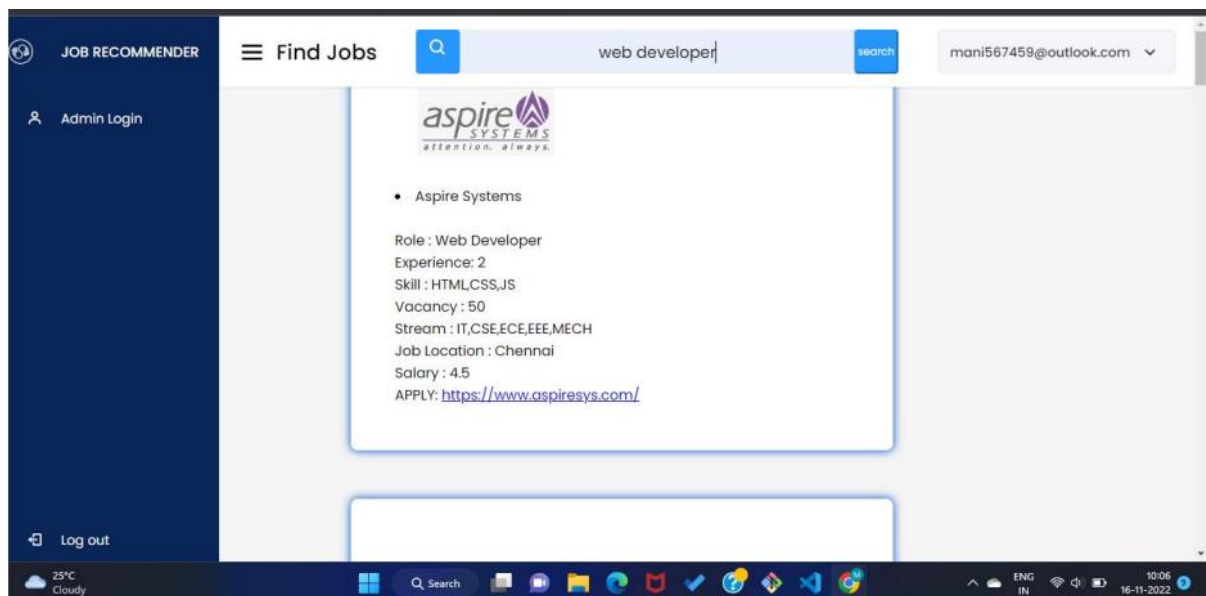 JOB RECOMMENDER
Find Jobs
web developer
search
mani567459@outlook.com
Admin Login
aspire
SYSTEMS
attention. always.
Aspire Systems
Role : Web Developer
Experience: 2
Skill : HTML,CSS,JS
Vacancy : 50
Stream : IT,CSE,ECE,EEE,MECH
Job Location : Chennai
Salary : 4.5
APPLY: https://www.aspiresys.com/
Log out
25°C
Cloudy
Search
ENG
IN
10:06
16-11-2022